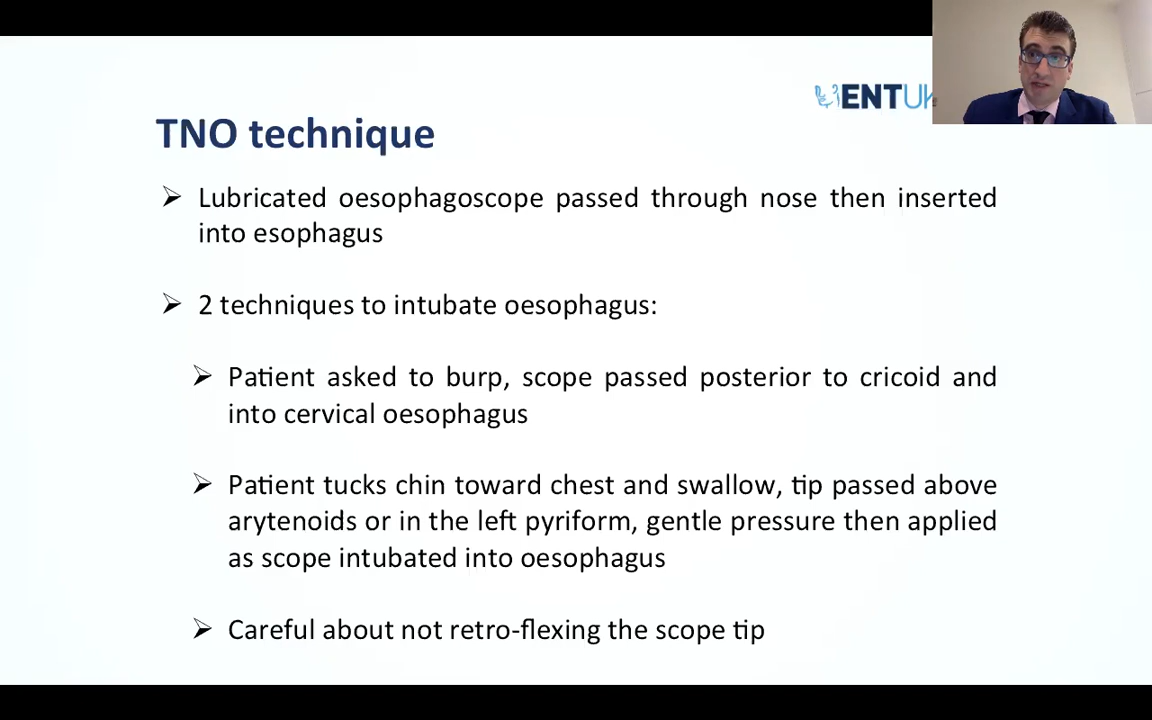 ENTUK
TNO technique
Lubricated oesophagoscope passed through nose then inserted
into esophagus
2 techniques to intubate oesophagus:
Patient asked to burp, scope passed posterior to cricoid and
into cervical oesophagus
Patient tucks chin toward chest and swallow, tip passed above
arytenoids or in the left pyriform, gentle pressure then applied
as scope intubated into oesophagus
Careful about not retro-flexing the scope tip